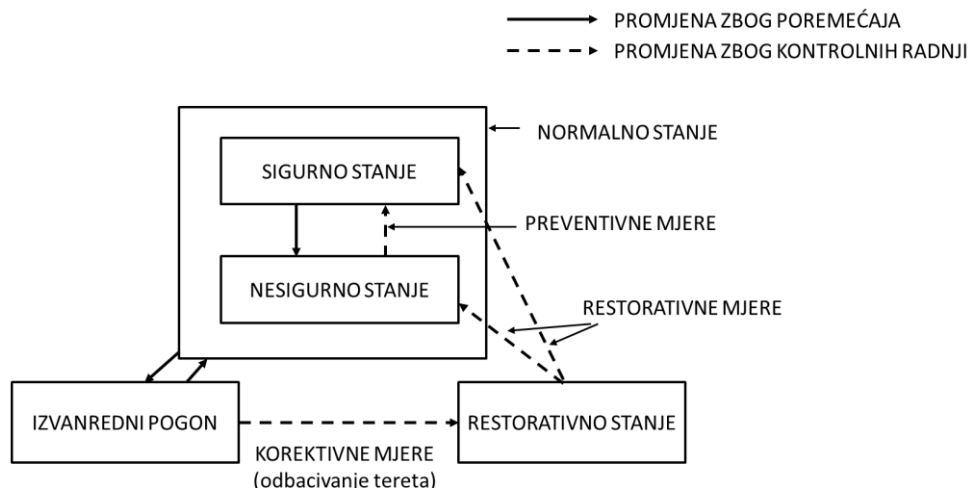 PROMJENA ZBOG POREMEĆAJA
PROMJENA ZBOG KONTROLNIH RADNJI
NORMALNO STANJE
SIGURNO STANJE
PREVENTIVNE MJERE
NESIGURNO STANJE
RESTORATIVNE MJERE
IZVANREDNI POGON
RESTORATIVNO STANJE
KOREKTIVNE MJERE
(odbacivanje tereta)